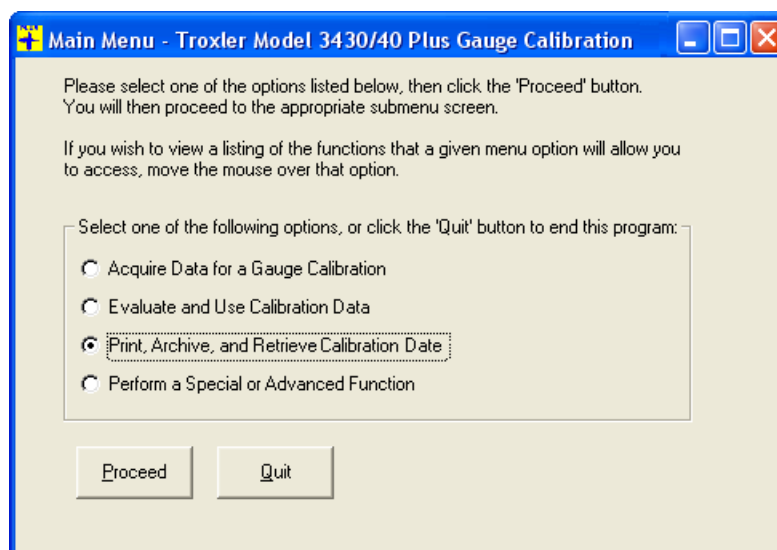 Main Menu - Troxler Model 3430/40 Plus Gauge Calibration
Please select one of the options listed below, then click the 'Proceed' button.
You will then proceed to the appropriate submenu screen.
If you wish to view a listing of the functions that a given menu option will allow you
to access, move the mouse over that option.
Select one of the following options, or click the 'Quit' button to end this program:
Acquire Data for a Gauge Calibration
Evaluate and Use Calibration Data
Print, Archive, and Retrieve Calibration Date
Perform a Special or Advanced Function
Proceed Quit